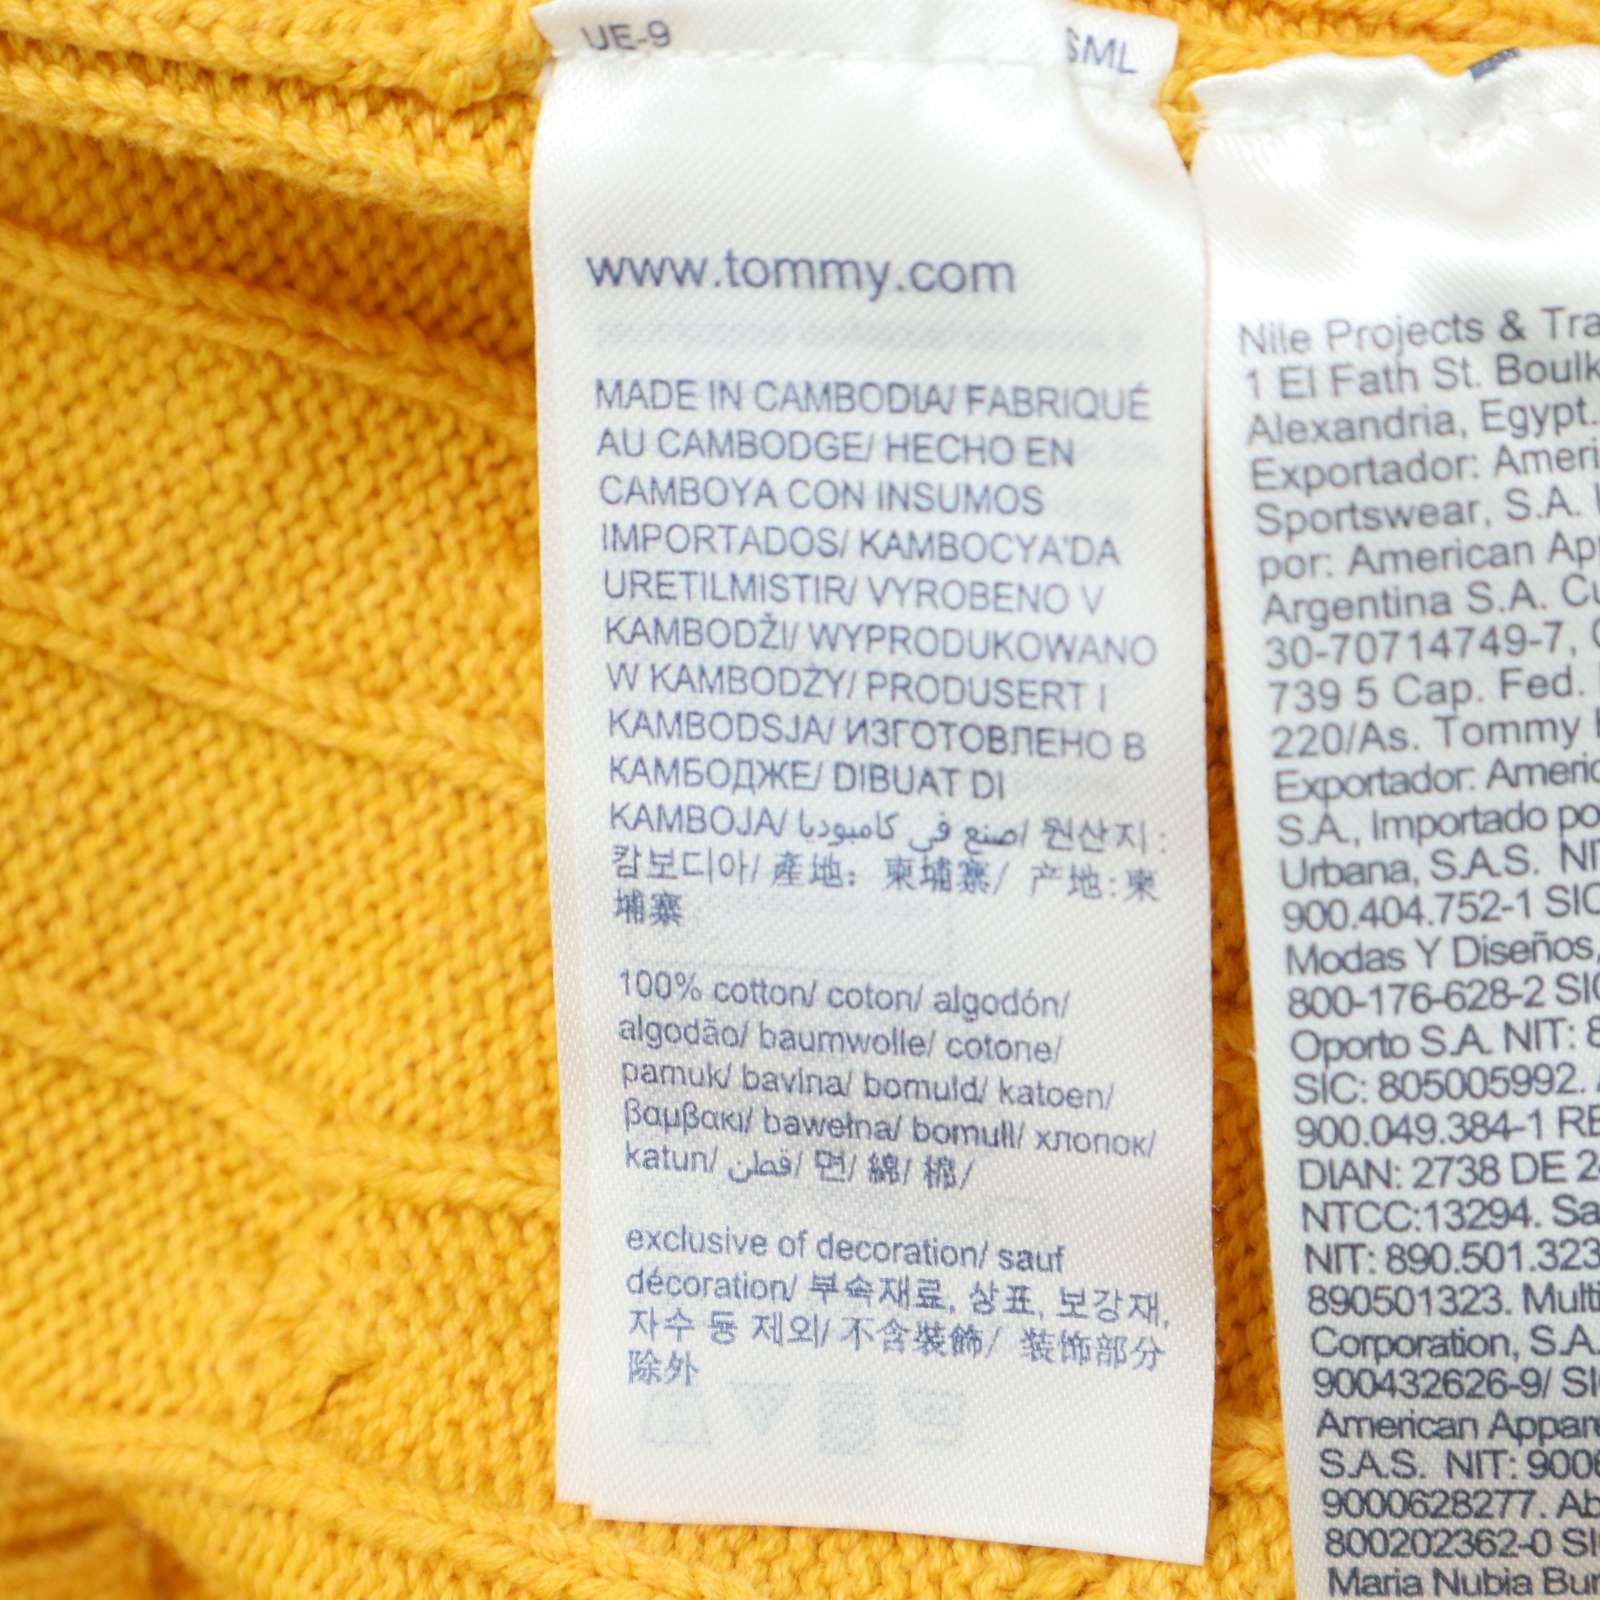 UE-9
SML
www.tommy.com
MADE IN CAMBODIA/ FABRIQUÉ
AU CAMBODGE/ HECHO EN
CAMBOYA CON INSUMOS
IMPORTADOS/ KAMBOCYA'DA
URETILMISTIR/ VYROBENO V
KAMBODŽI/ WYPRODUKOWANO
W KAMBODŻY/ PRODUSERT I
KAMBODSJA/ ИЗГОТОВЛЕНО В
КАМБОДЖЕ/ DIBUAT DI
KAMBOJA/ صنع في كامبوديا/ 원산지 :
캄보디아/ 產地: 柬埔寨/ 产地: 柬
埔寨
100% cotton/ coton/ algodón/
algodão/ baumwolle/ cotone/
pamuk/ bavlna/ bomuld/ katoen/
βαμβακι/ bawełna/ bomull/ хлопок/
katun/ قطن/ 면/ 綿/ 棉/
exclusive of decoration/ sauf
décoration/ 부속재료, 상표, 보강재,
자수 등 제외/ 不含裝飾/ 装饰部分
除外
Nile Projects & Tra
1 El Fath St. Boulk
Alexandria, Egypt.
Exportador: Ameri
Sportswear, S.A.
por: American Ap
Argentina S.A. Cu
30-70714749-7,
739 5 Cap. Fed.
220/As. Tommy
Exportador: Americ
S.A., Importado po
Urbana, S.A.S. NI
900.404.752-1 SIC
Modas Y Diseños,
800-176-628-2 SIC
Oporto S.A. NIT: 8
SIC: 805005992.
900.049.384-1 RE
DIAN: 2738 DE 2
NTCC:13294. Sa
NIT: 890.501.323
890501323. Multi
Corporation, S.A.
900432626-9/ SI
American Appare
S.A.S. NIT: 9006
9000628277. Ab
800202362-0 SI
Maria Nubia Bur